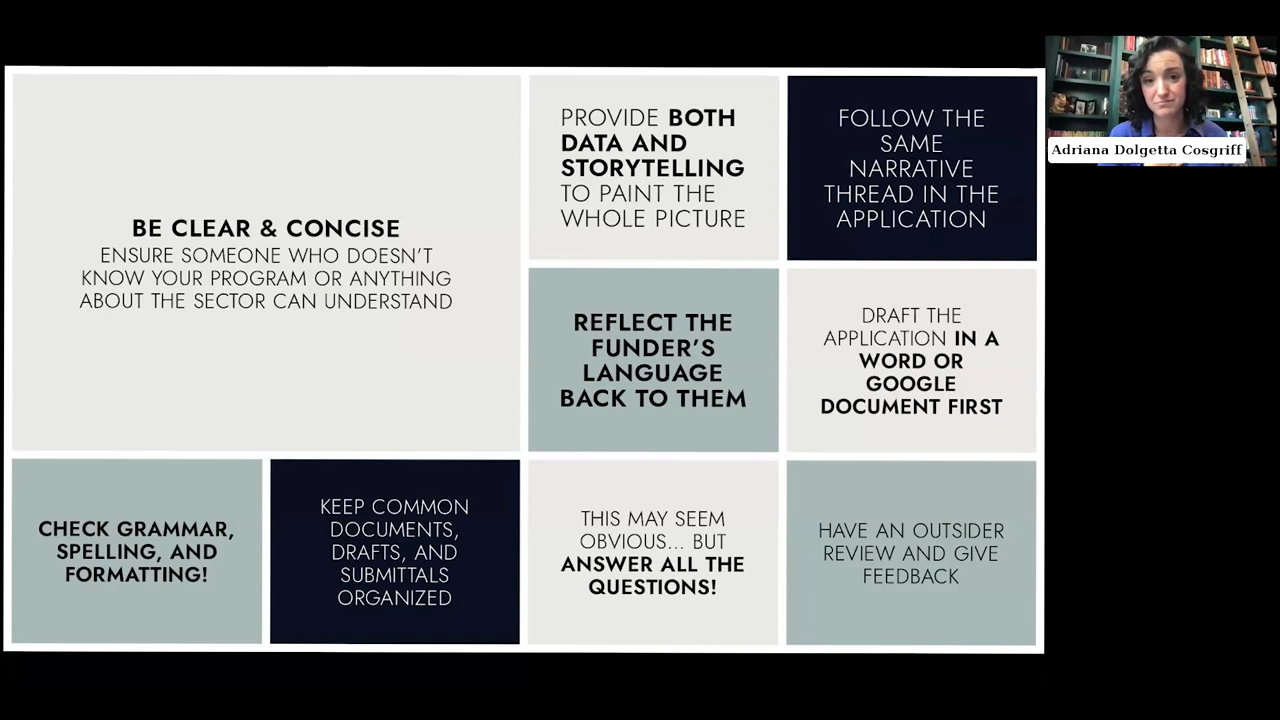 BE CLEAR & CONCISE
ENSURE SOMEONE WHO DOESN'T
KNOW YOUR PROGRAM OR ANYTHING
ABOUT THE SECTOR CAN UNDERSTAND
PROVIDE BOTH
DATA AND
STORYTELLING
TO PAINT THE
WHOLE PICTURE
FOLLOW THE
SAME
NARRATIVE
THREAD IN THE
APPLICATION
REFLECT THE
FUNDER'S
LANGUAGE
BACK TO THEM
DRAFT THE
APPLICATION IN A
WORD OR
GOOGLE
DOCUMENT FIRST
CHECK GRAMMAR,
SPELLING, AND
FORMATTING!
KEEP COMMON
DOCUMENTS,
DRAFTS, AND
SUBMITTALS
ORGANIZED
THIS MAY SEEM
OBVIOUS... BUT
ANSWER ALL THE
QUESTIONS!
HAVE AN OUTSIDER
REVIEW AND GIVE
FEEDBACK
Adriana Dolgetta Cosgriff